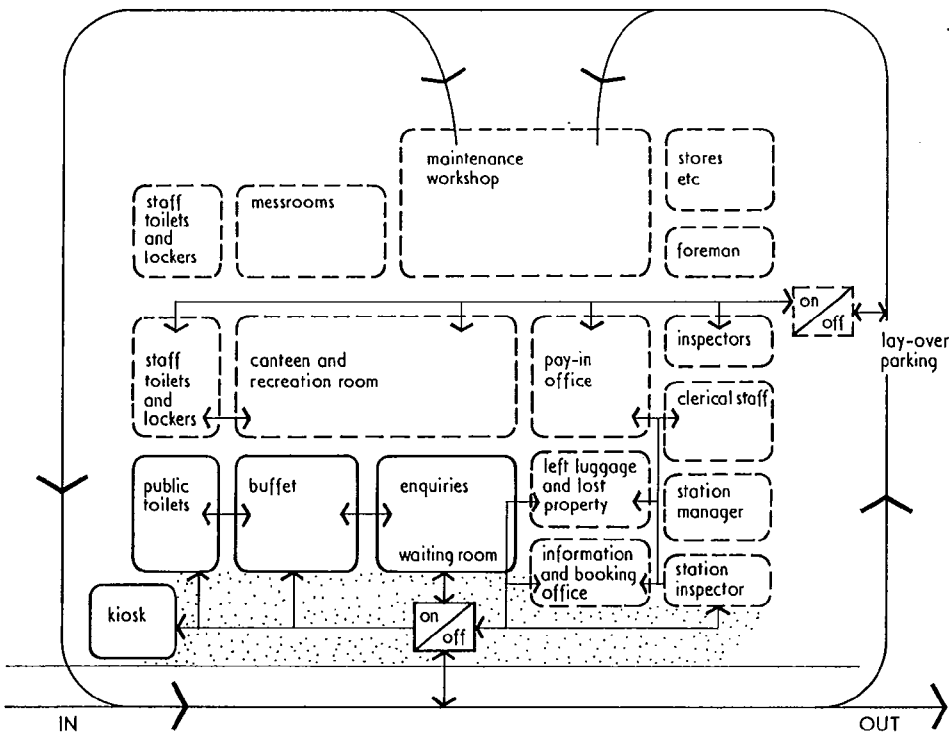 maintenance
workshop
stores
etc
staff
toilets
and
lockers
messrooms
foreman
on
off
lay-over
parking
staff
toilets
and
lockers
canteen and
recreation room
pay-in
office
inspectors
clerical staff
public
toilets
buffet
enquiries
waiting room
left luggage
and lost
property
station
manager
information
and booking
office
station
inspector
kiosk
on
off
IN
OUT